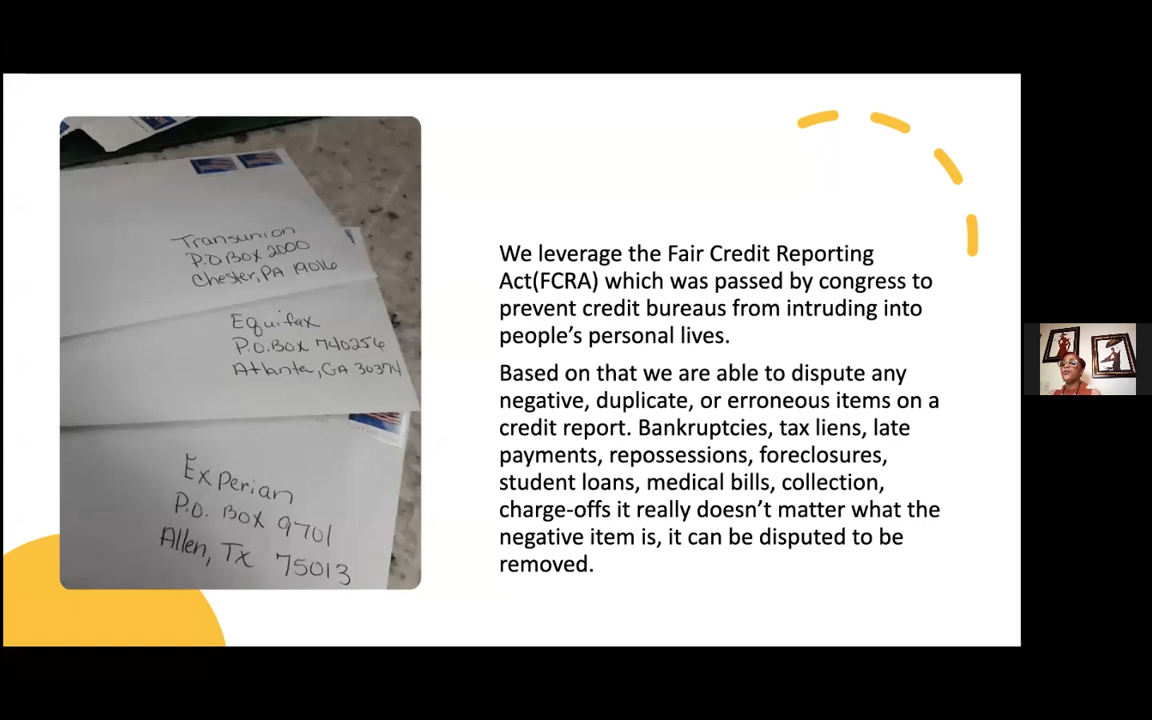 Transunion
P.O Box 2000
Chester, PA 19016
Equifax
P.O. Box 740256
Atlanta, GA 30374
Experian
P.O. Box 9701
Allen, Tx 75013
We leverage the Fair Credit Reporting
Act(FCRA) which was passed by congress to
prevent credit bureaus from intruding into
people’s personal lives.
Based on that we are able to dispute any
negative, duplicate, or erroneous items on a
credit report. Bankruptcies, tax liens, late
payments, repossessions, foreclosures,
student loans, medical bills, collection,
charge-offs it really doesn’t matter what the
negative item is, it can be disputed to be
removed.